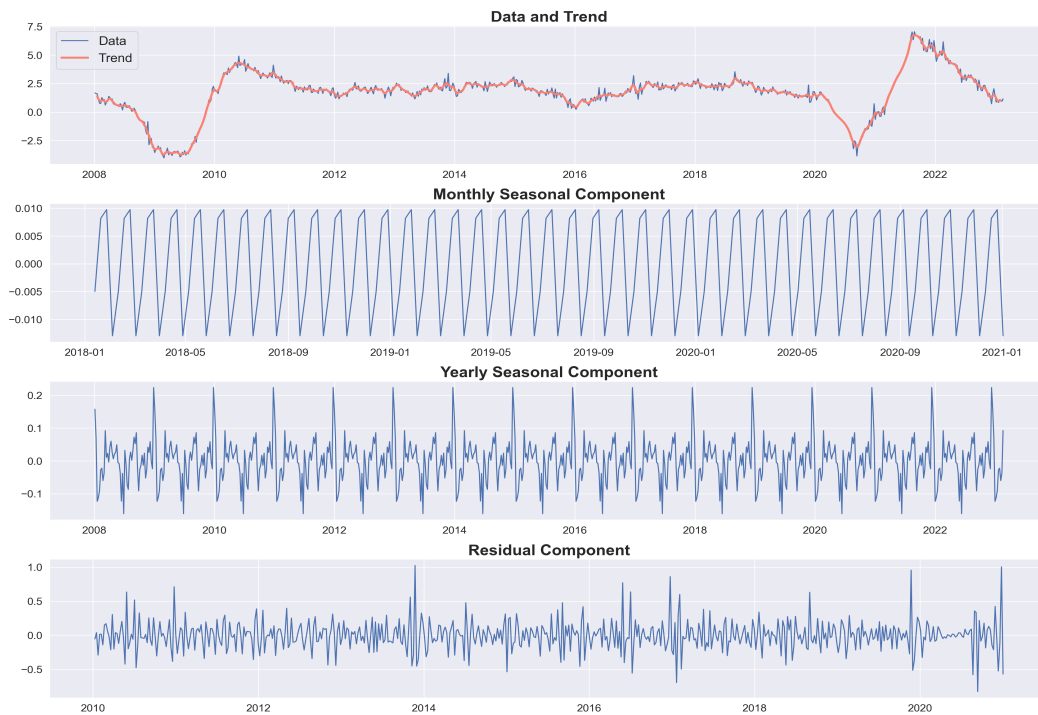 Data and Trend
7.5
5.0
2.5
0.0
−2.5
Data
Trend
2008 2010 2012 2014 2016 2018 2020 2022
Monthly Seasonal Component
0.010
0.005
0.000
−0.005
−0.010
2018-01 2018-05 2018-09 2019-01 2019-05 2019-09 2020-01 2020-05 2020-09 2021-01
Yearly Seasonal Component
0.2
0.1
0.0
−0.1
2008 2010 2012 2014 2016 2018 2020 2022
Residual Component
1.0
0.5
0.0
−0.5
2010 2012 2014 2016 2018 2020